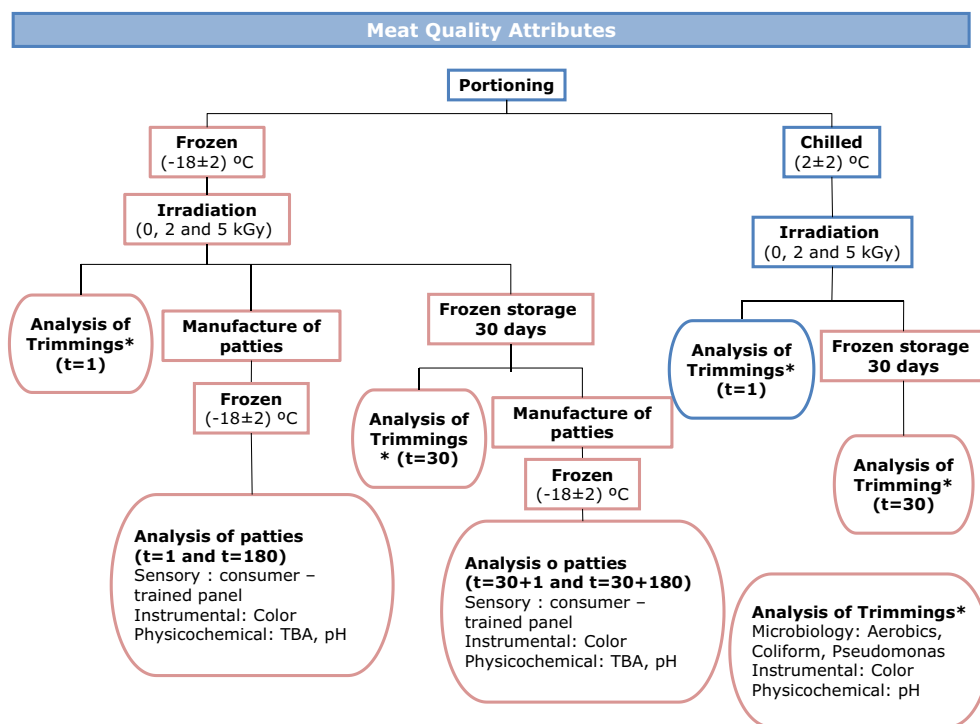 Meat Quality Attributes
Portioning
Frozen
(-18±2) ºC
Chilled
(2±2) ºC
Irradiation
(0, 2 and 5 kGy)
Irradiation
(0, 2 and 5 kGy)
Analysis of
Trimmings*
(t=1)
Manufacture of
patties
Frozen storage
30 days
Analysis of
Trimmings*
(t=1)
Frozen storage
30 days
Frozen
(-18±2) ºC
Analysis of
Trimmings
* (t=30)
Manufacture of
patties
Frozen
(-18±2) ºC
Analysis of
Trimming*
(t=30)
Analysis of patties
(t=1 and t=180)
Sensory : consumer –
trained panel
Instrumental: Color
Physicochemical: TBA, pH
Analysis o patties
(t=30+1 and t=30+180)
Sensory : consumer –
trained panel
Instrumental: Color
Physicochemical: TBA, pH
Analysis of Trimmings*
Microbiology: Aerobics,
Coliform, Pseudomonas
Instrumental: Color
Physicochemical: pH